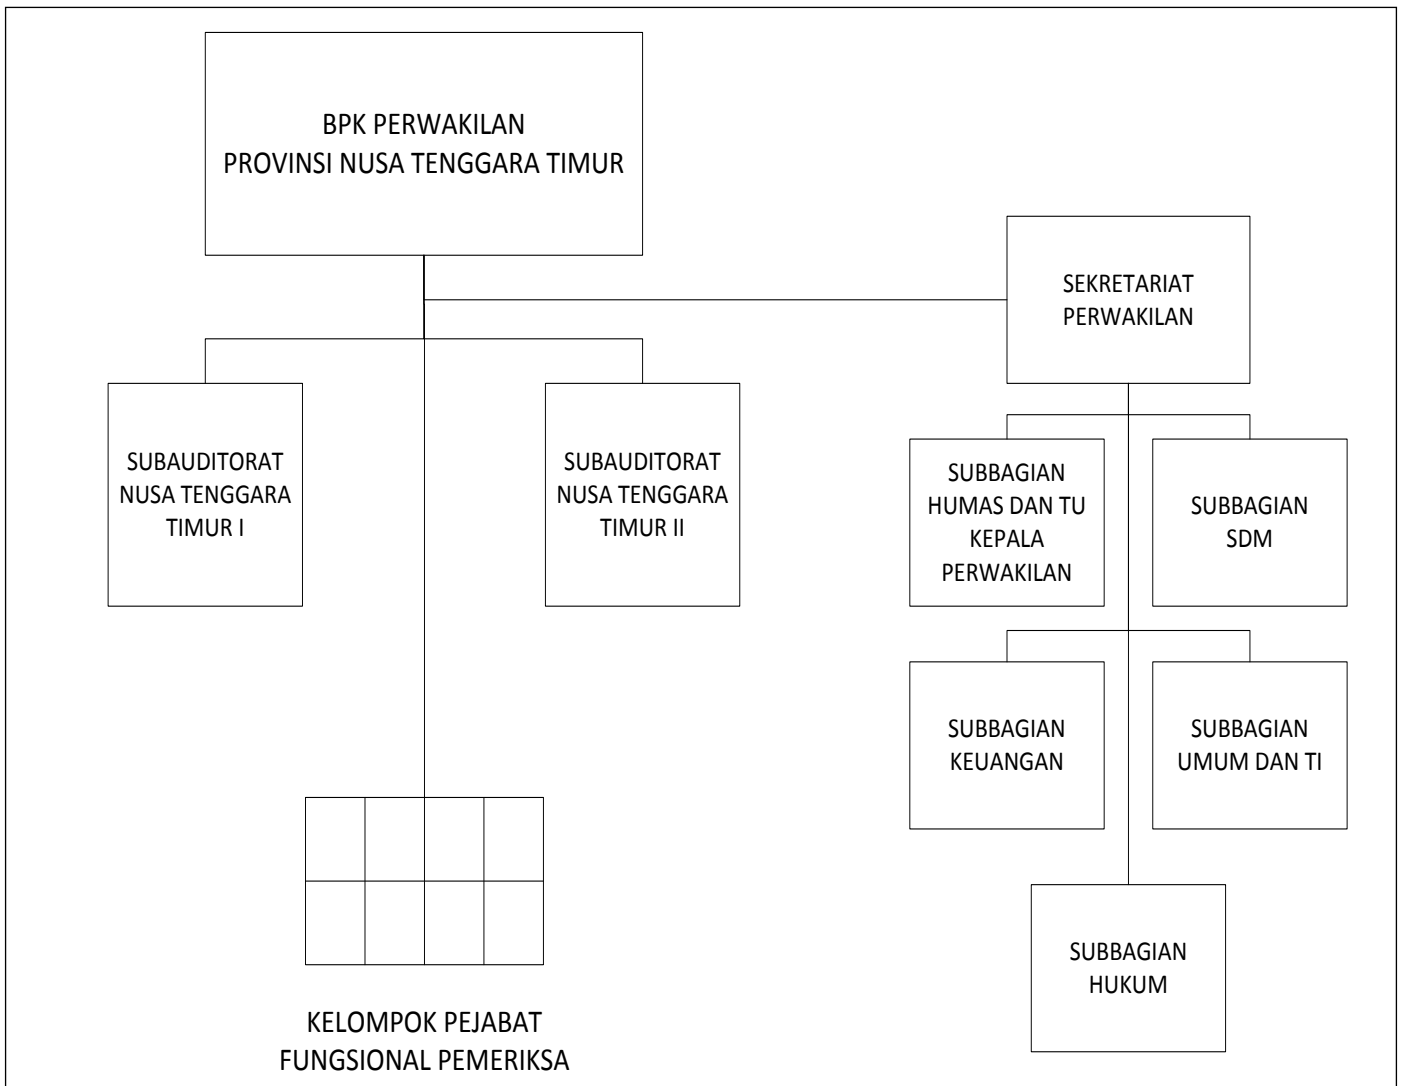 BPK PERWAKILAN
PROVINSI NUSA TENGGARA TIMUR
SEKRETARIAT
PERWAKILAN
SUBAUDITORAT
NUSA TENGGARA
TIMUR I
SUBAUDITORAT
NUSA TENGGARA
TIMUR II
SUBBAGIAN
HUMAS DAN TU
KEPALA
PERWAKILAN
SUBBAGIAN
SDM
SUBBAGIAN
KEUANGAN
SUBBAGIAN
UMUM DAN TI
SUBBAGIAN
HUKUM
KELOMPOK PEJABAT
FUNGSIONAL PEMERIKSA